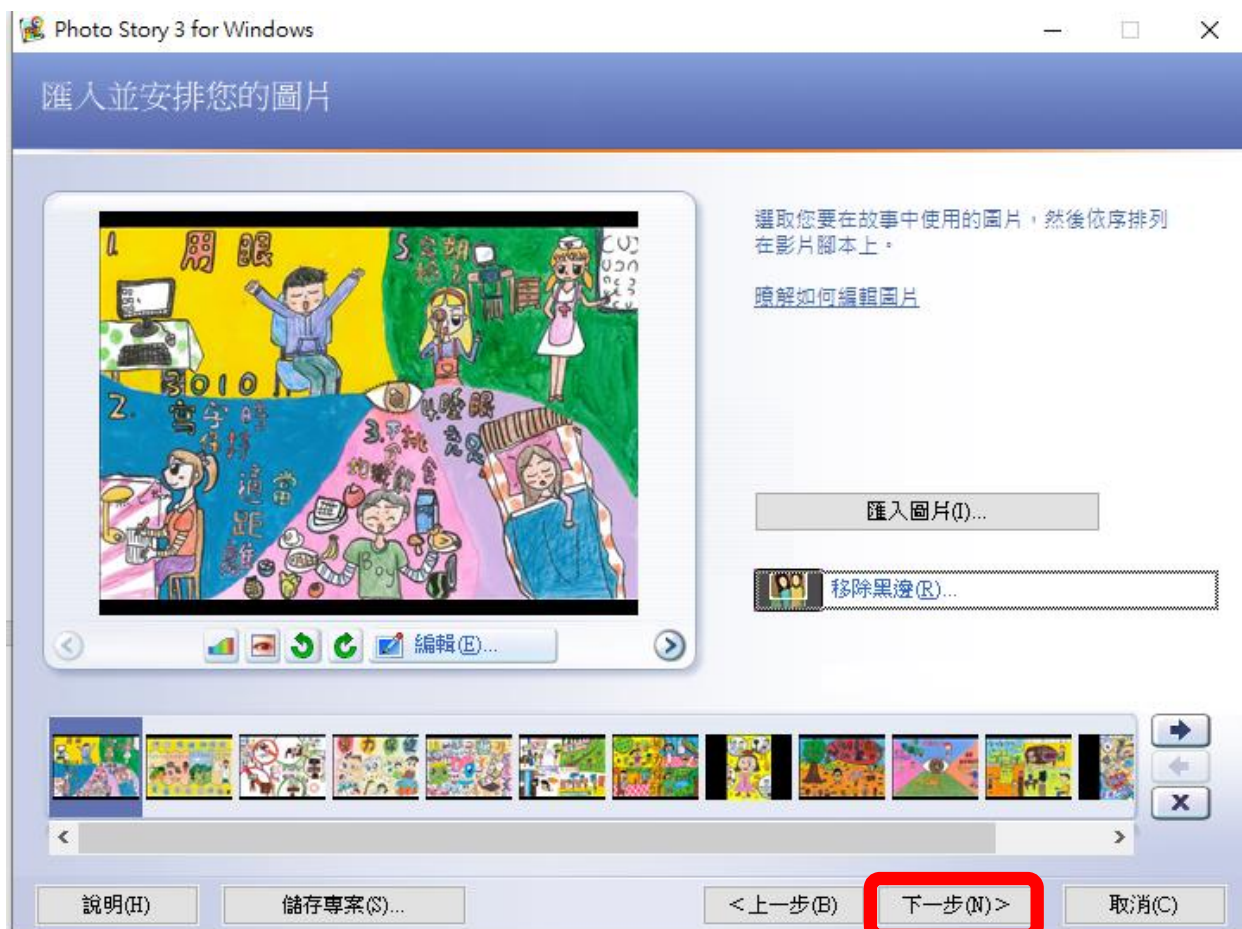 Photo Story 3 for Windows
匯入並安排您的圖片
選取您要在故事中使用的圖片，然後依序排列
在影片腳本上。
瞭解如何編輯圖片
1. 用眼
3010
2. 寫字時
保持
適當
距離
3. 不挑食
均衡飲食
4. 睡眠
充足
5. 定期
匯入圖片(I)...
移除黑邊(R)...
編輯(E)...
Boy
說明(H)
儲存專案(S)...
<上一步(B)
下一步(N)>
取消(C)